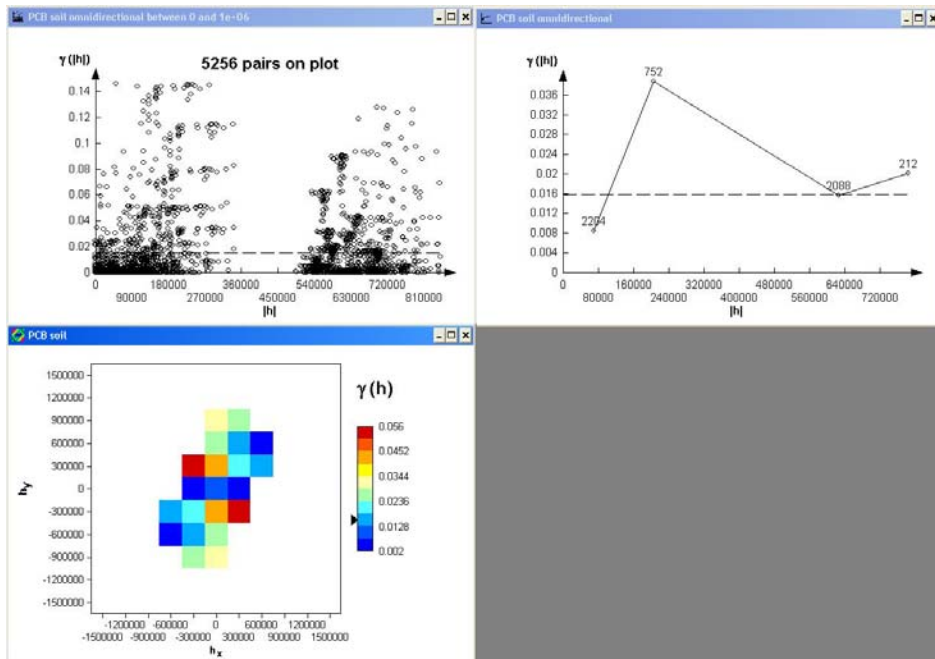 PCB soil omnidirectional between 0 and 1e-06
γ (|h|)
5256 pairs on plot
0.14
0.12
0.1
0.08
0.06
0.04
0.02
0
0 180000 360000 540000 720000
90000 270000 450000 630000 810000
|h|
PCB soil omnidirectional
γ (|h|)
752
0.036
0.032
0.028
0.024
0.02
0.016
0.012
0.008
0.004
0
2204
2088
212
0 160000 320000 480000 640000
80000 240000 400000 560000 720000
|h|
PCB soil
1500000
1200000
900000
600000
300000
0
-300000
-600000
-900000
-1200000
-1500000
hy
-1200000 -600000 0 600000 1200000
-1500000 -900000 -300000 300000 900000 1500000
hx
γ (h)
0.056
0.0452
0.0344
0.0236
0.0128
0.002